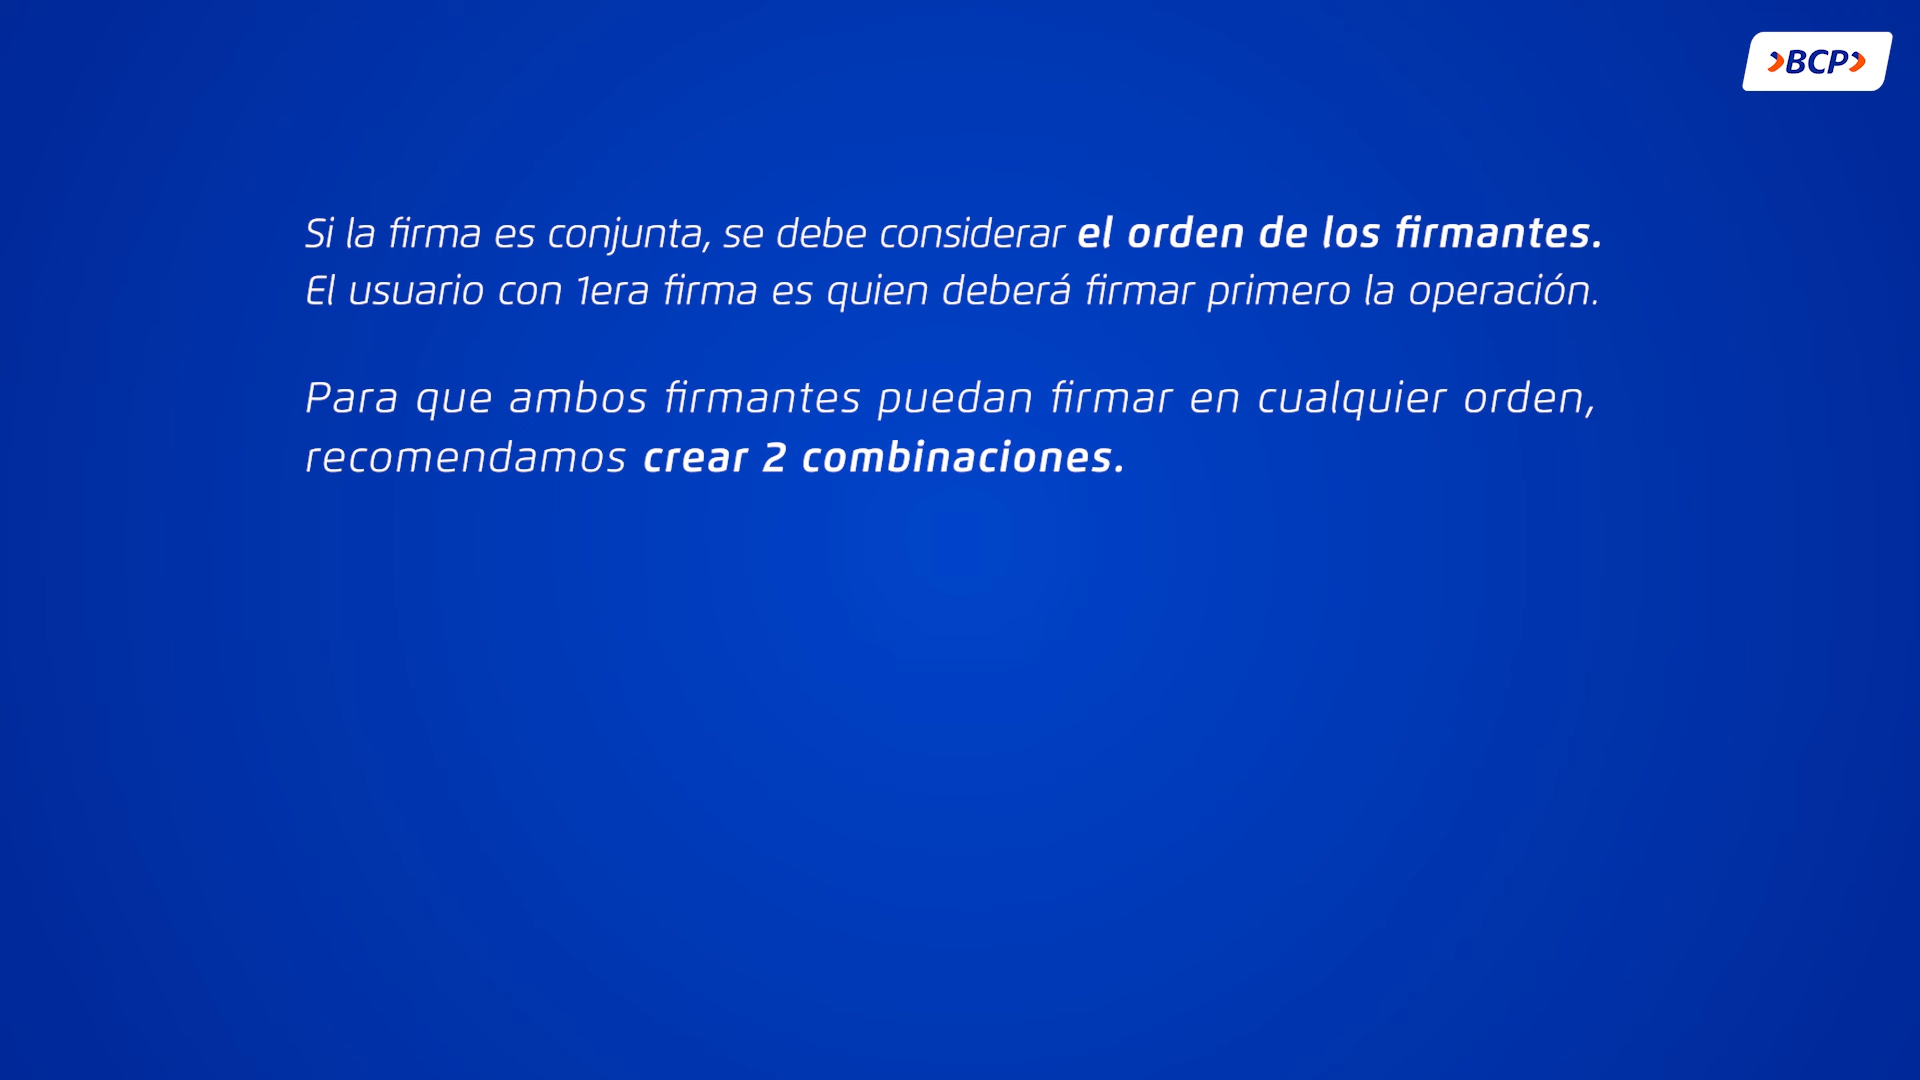 BCP
Si la firma es conjunta, se debe considerar el orden de los firmantes.
El usuario con 1era firma es quien deberá firmar primero la operación.
Para que ambos firmantes puedan firmar en cualquier orden,
recomendamos crear 2 combinaciones.